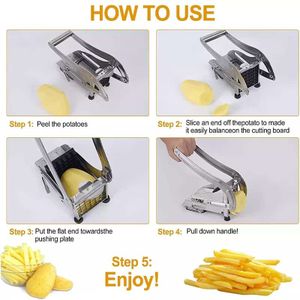 HOW TO USE
Step 1: Peel the potatoes
Step 2: Slice an end off thepotato to made
it easily balanceon the cutting board
Step 3: Put the flat end towardsthe
pushing plate
Step 4: Pull down handle!
Step 5:
Enjoy!